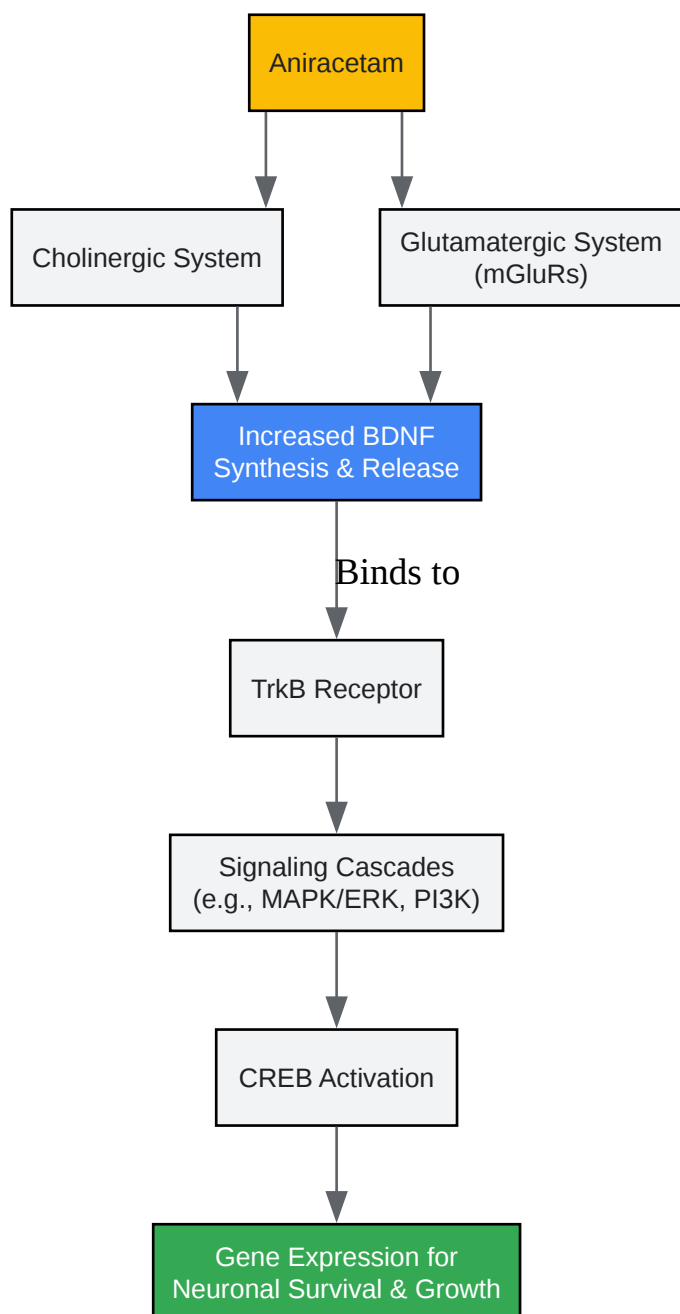 Aniracetam
Cholinergic System
Glutamatergic System
(mGluRs)
Increased BDNF
Synthesis & Release
Binds to
TrkB Receptor
Signaling Cascades
(e.g., MAPK/ERK, PI3K)
CREB Activation
Gene Expression for
Neuronal Survival & Growth